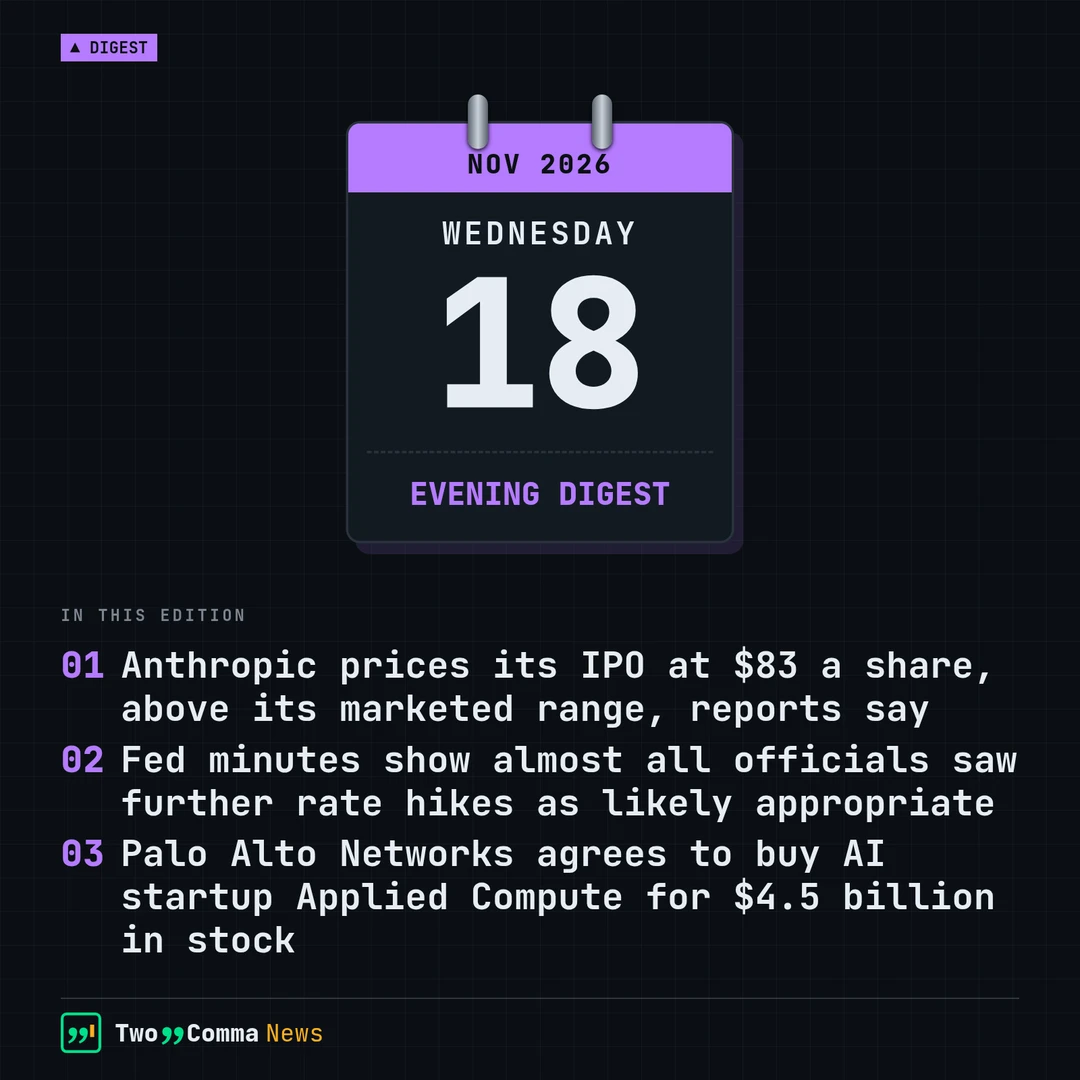 ▲ DIGEST
NOV 2026
WEDNESDAY
18
EVENING DIGEST
IN THIS EDITION
01 Anthropic prices its IPO at $83 a share,
above its marketed range, reports say
02 Fed minutes show almost all officials saw
further rate hikes as likely appropriate
03 Palo Alto Networks agrees to buy AI
startup Applied Compute for $4.5 billion
in stock
Two,,Comma News